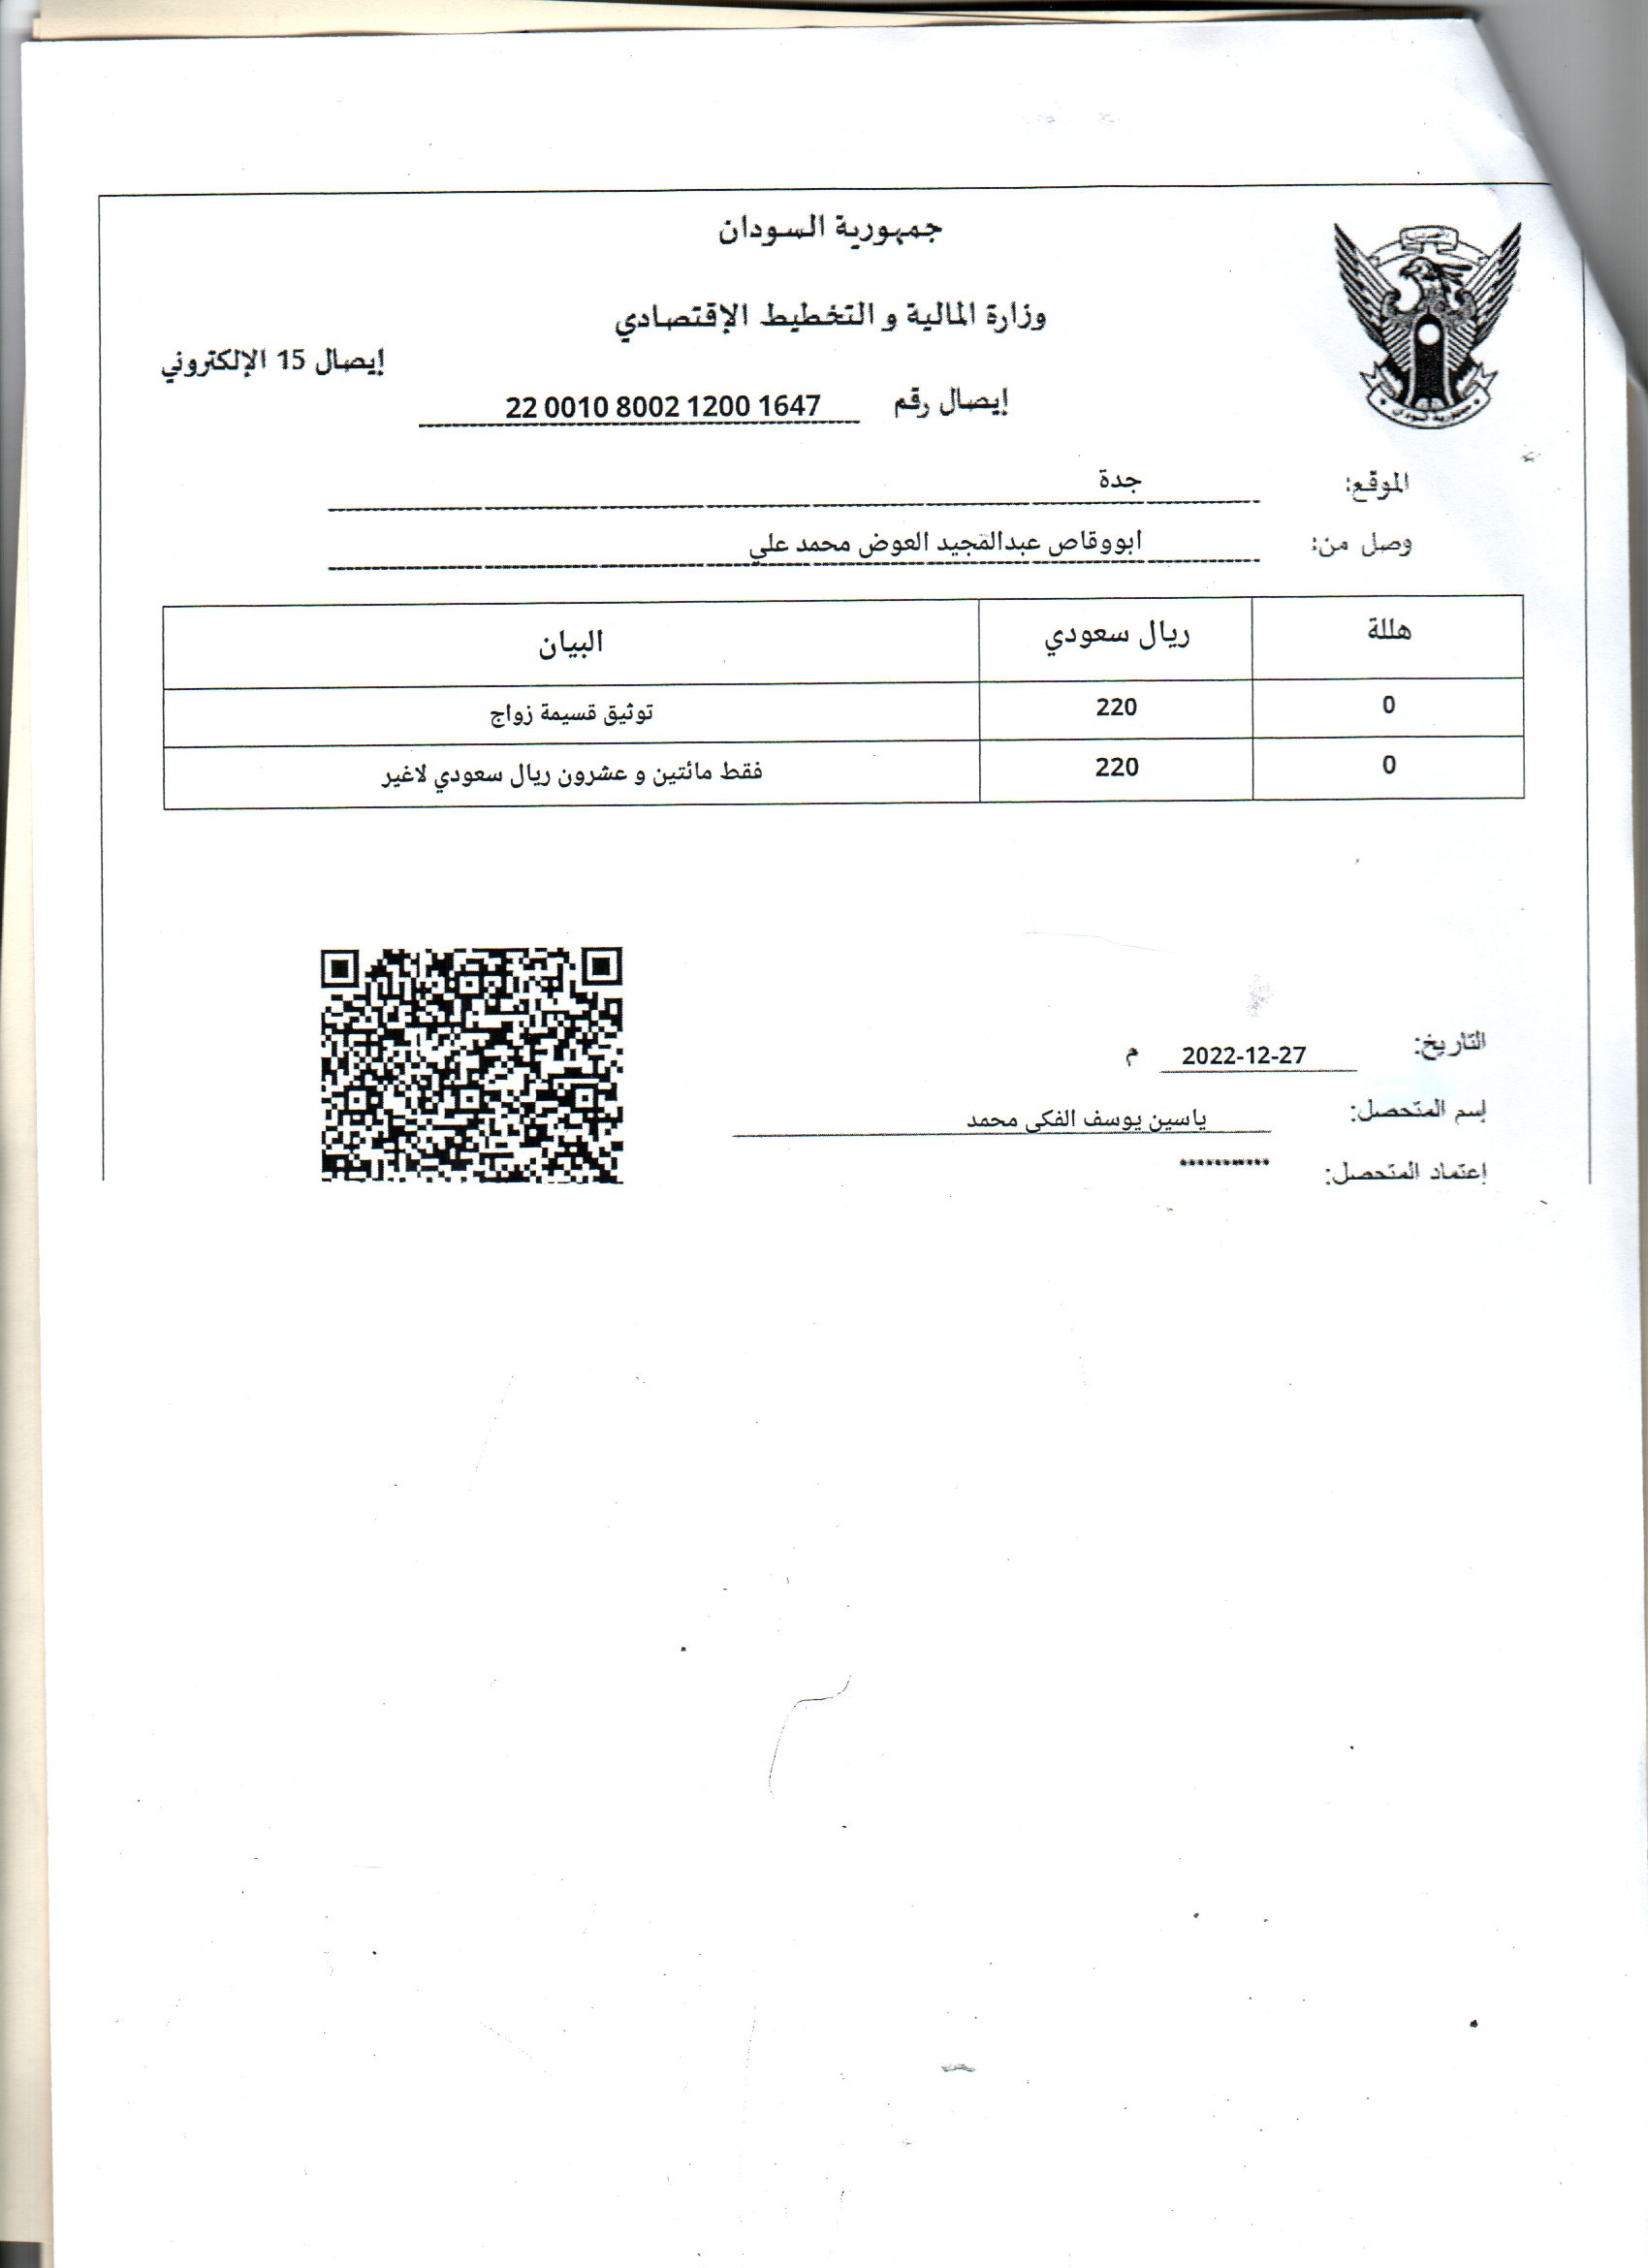 جمهورية السودان
وزارة المالية و التخطيط الإقتصادي
إيصال 15 الإلكتروني
إيصال رقم 22 0010 8002 1200 1647
الموقع: جدة
وصل من: ابووقاص عبدالمجيد العوض محمد علي
هللة ريال سعودي البيان
0 220 توثيق قسيمة زواج
0 220 فقط مائتين و عشرون ريال سعودي لاغير
التاريخ: 2022-12-27 م
إسم المتحصل: ياسين يوسف الفكى محمد
إعتماد المتحصل: ***********
جمهورية السودان